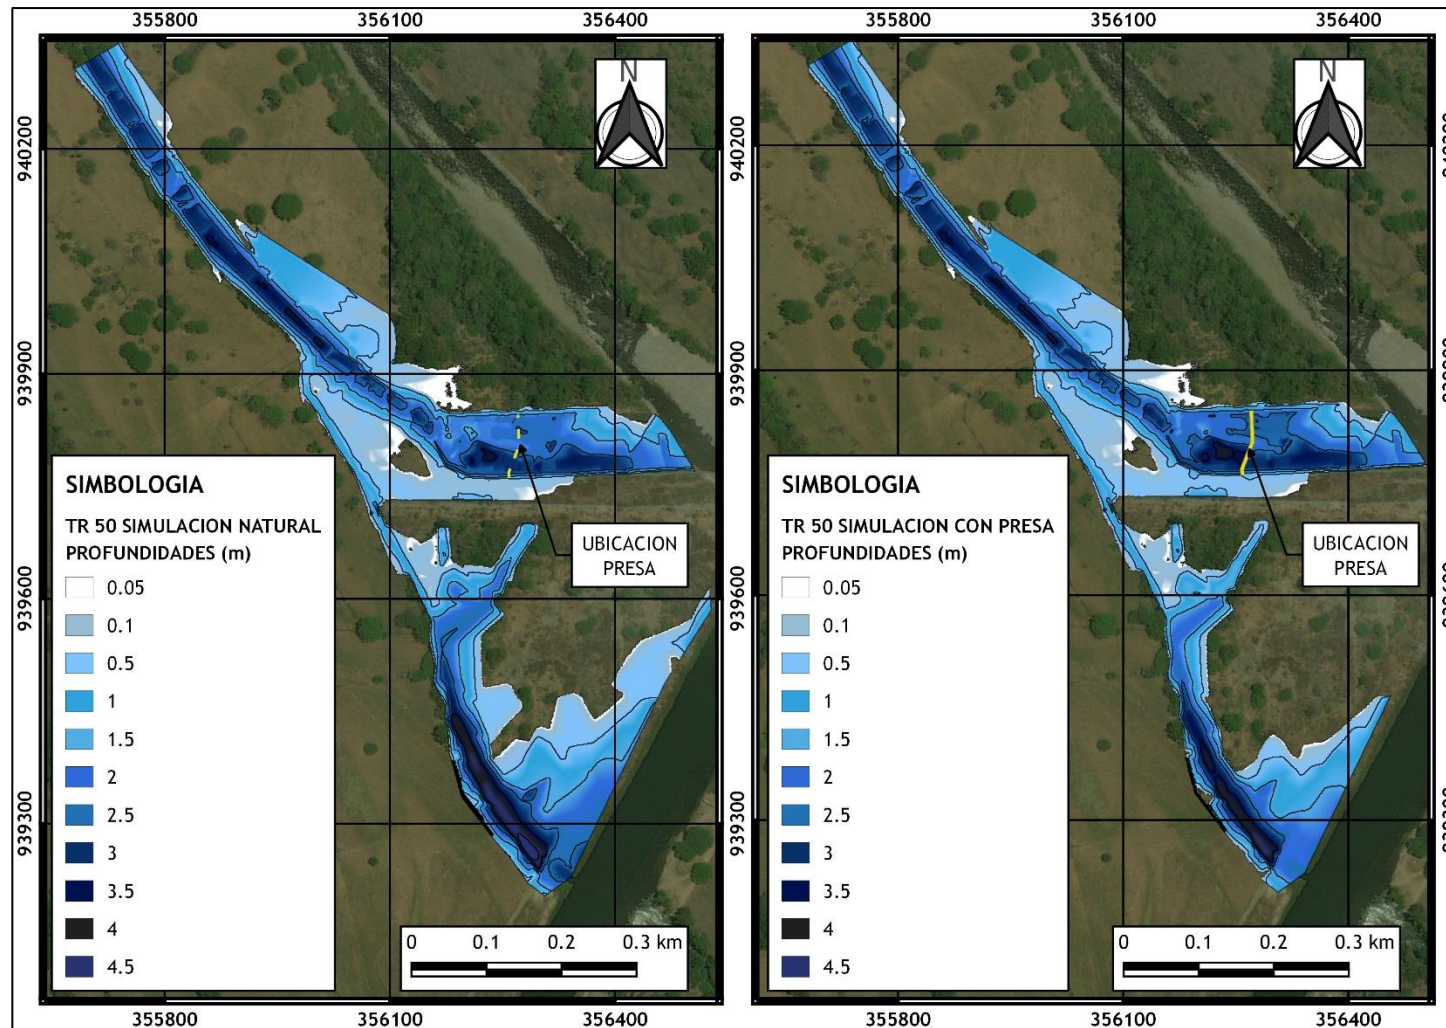 355800 356100 356400
355800 356100 356400
N
N
940200
940200
940200
939900
939900
939900
939600
939600
939600
939300
939300
939300
SIMBOLOGIA
TR 50 SIMULACION NATURAL
PROFUNDIDADES (m)
0.05
0.1
0.5
1
1.5
2
2.5
3
3.5
4
4.5
UBICACION
PRESA
0 0.1 0.2 0.3 km
SIMBOLOGIA
TR 50 SIMULACION CON PRESA
PROFUNDIDADES (m)
0.05
0.1
0.5
1
1.5
2
2.5
3
3.5
4
4.5
UBICACION
PRESA
0 0.1 0.2 0.3 km
355800 356100 356400
355800 356100 356400